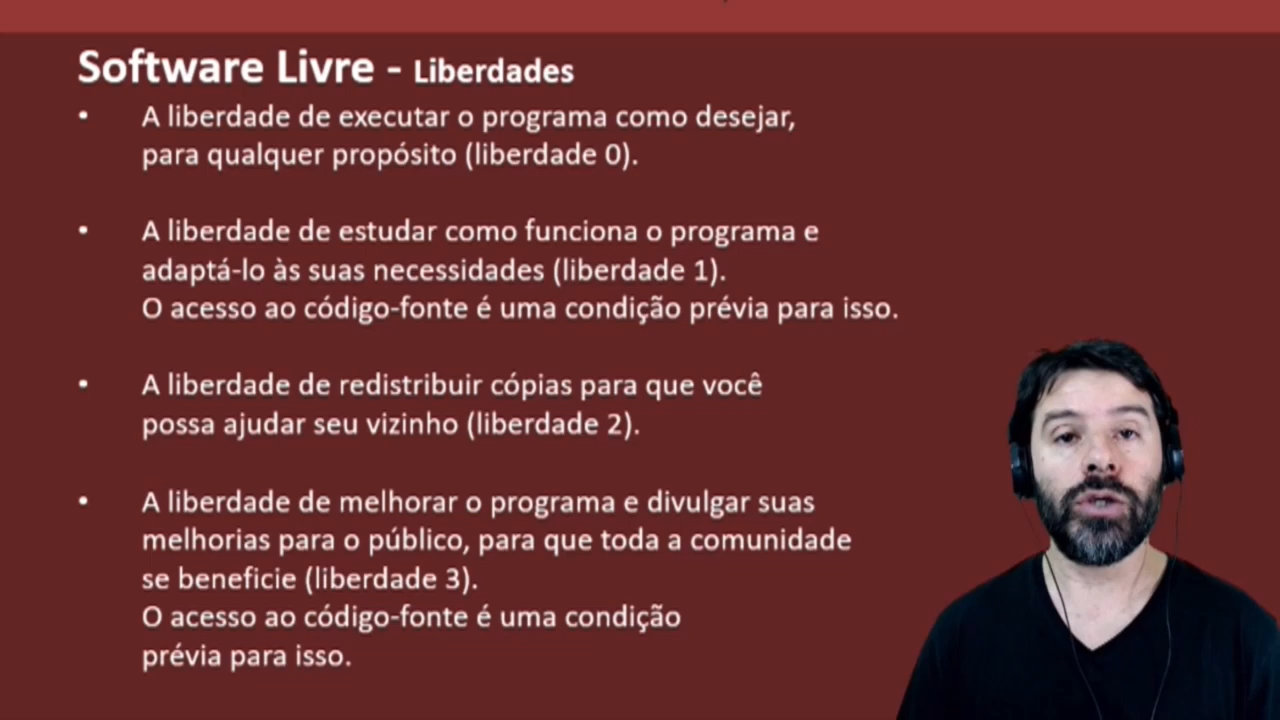 Software Livre - Liberdades
• A liberdade de executar o programa como desejar,
para qualquer propósito (liberdade 0).
• A liberdade de estudar como funciona o programa e
adaptá-lo às suas necessidades (liberdade 1).
O acesso ao código-fonte é uma condição prévia para isso.
• A liberdade de redistribuir cópias para que você
possa ajudar seu vizinho (liberdade 2).
• A liberdade de melhorar o programa e divulgar suas
melhorias para o público, para que toda a comunidade
se beneficie (liberdade 3).
O acesso ao código-fonte é uma condição
prévia para isso.